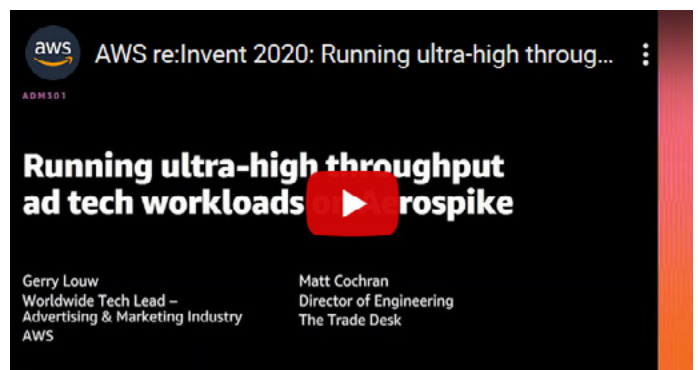 aws
AWS re:Invent 2020: Running ultra-high throug...
ADM301
Running ultra-high throughput
ad tech workloads
Gerry Louw
Worldwide Tech Lead –
Advertising & Marketing Industry
AWS
Matt Cochran
Director of Engineering
The Trade Desk